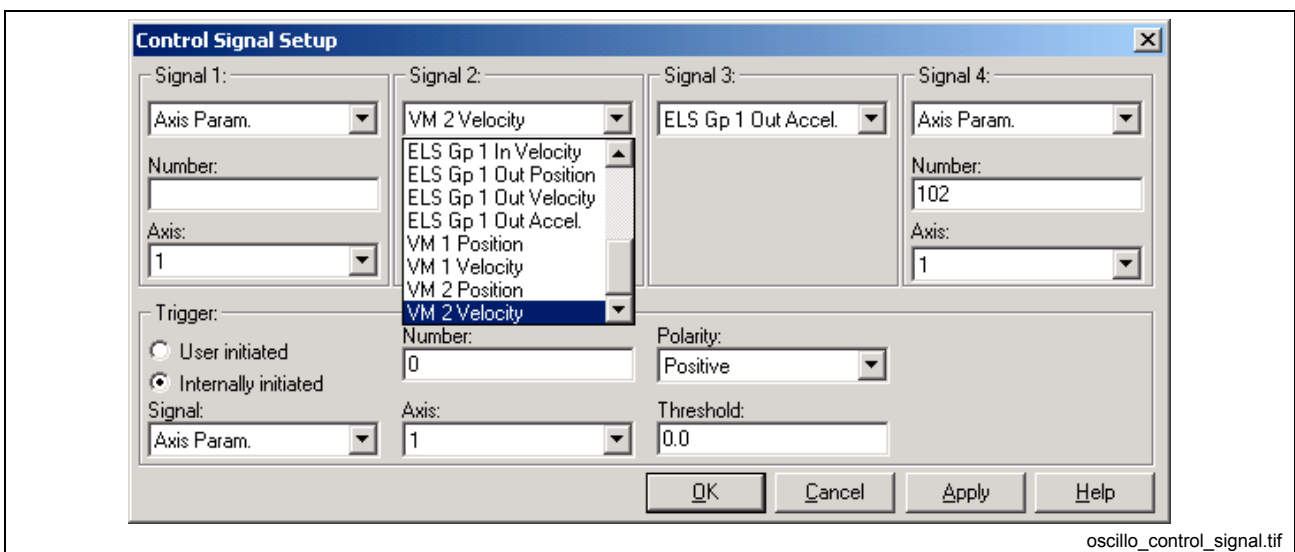 Control Signal Setup
Signal 1:
Axis Param.
Number:
Axis:
1
Signal 2:
VM 2 Velocity
ELS Gp 1 In Velocity
ELS Gp 1 Out Position
ELS Gp 1 Out Velocity
ELS Gp 1 Out Accel.
VM 1 Position
VM 1 Velocity
VM 2 Position
VM 2 Velocity
Signal 3:
ELS Gp 1 Out Accel.
Signal 4:
Axis Param.
Number:
102
Axis:
1
Trigger:
User initiated
Internally initiated
Signal:
Axis Param.
Number:
0
Axis:
1
Polarity:
Positive
Threshold:
0.0
OK
Cancel
Apply
Help
oscillo_control_signal.tif